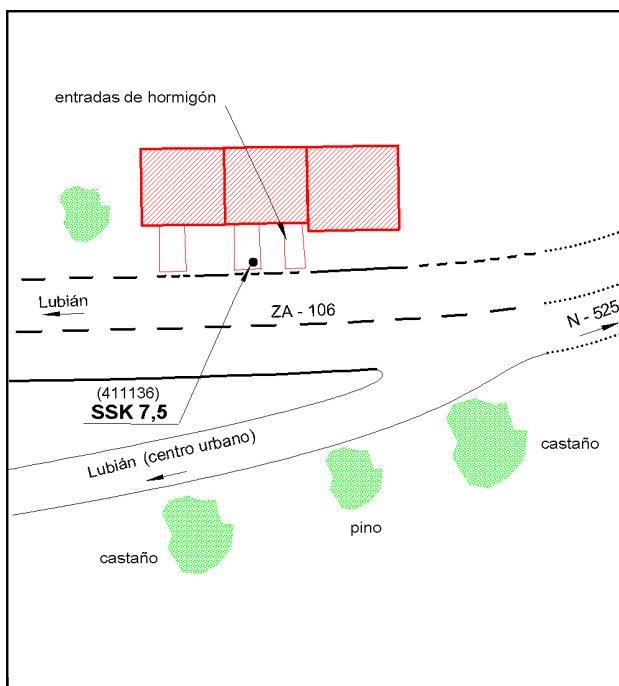 entradas de hormigón
Lubián
ZA - 106
N - 525
(411136)
SSK 7,5
Lubián (centro urbano)
castaño
pino
castaño